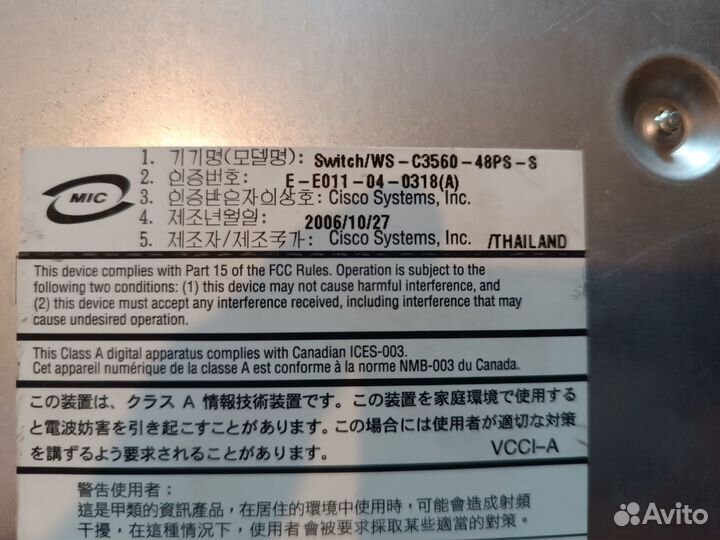 MIC
1. 기기명(모델명): Switch/WS-C3560-48PS-S
2. 인증번호: E-E011-04-0318(A)
3. 인증받은자의상호: Cisco Systems, Inc.
4. 제조년월일: 2006/10/27
5. 제조자/제조국가: Cisco Systems, Inc. /THAILAND
This device complies with Part 15 of the FCC Rules. Operation is subject to the
following two conditions: (1) this device may not cause harmful interference, and
(2) this device must accept any interference received, including interference that may
cause undesired operation.
This Class A digital apparatus complies with Canadian ICES-003.
Cet appareil numérique de la classe A est conforme à la norme NMB-003 du Canada.
この装置は、クラス A 情報技術装置です。この装置を家庭環境で使用する
と電波妨害を引き起こすことがあります。この場合には使用者が適切な対策
を講ずるよう要求されることがあります。 VCCI-A
警告使用者：
這是甲類的資訊產品，在居住的環境中使用時，可能會造成射頻
干擾，在這種情況下，使用者會被要求採取某些適當的對策。
Avito